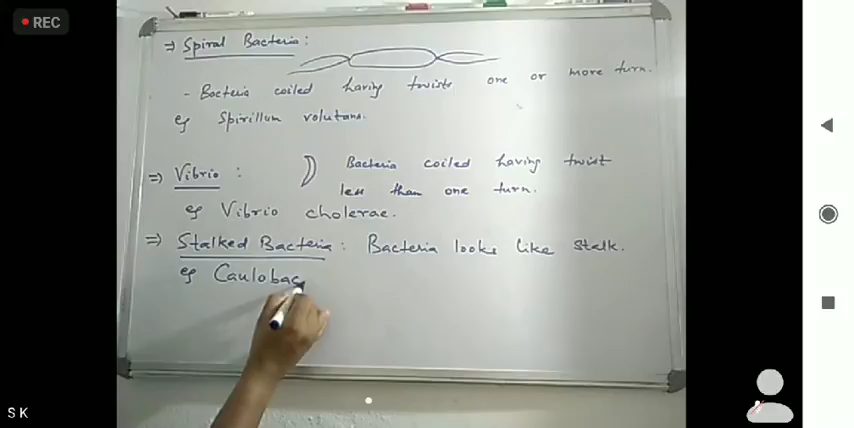 REC
⇒ Spiral Bacteria :
- Bacteria coiled having twists one or more turn.
eg Spirillum volutans.
⇒ Vibrio : Bacteria coiled having twist
less than one turn.
eg Vibrio cholerae.
⇒ Stalked Bacteria : Bacteria looks like stalk.
eg Caulobac
S K